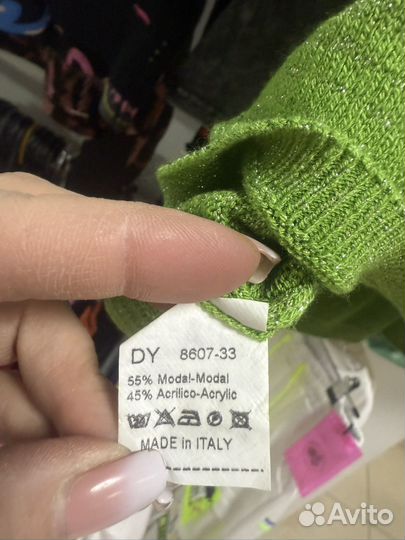 DY 8607-33
55% Modal-Modal
45% Acrilico-Acrylic
MADE in ITALY
Avito